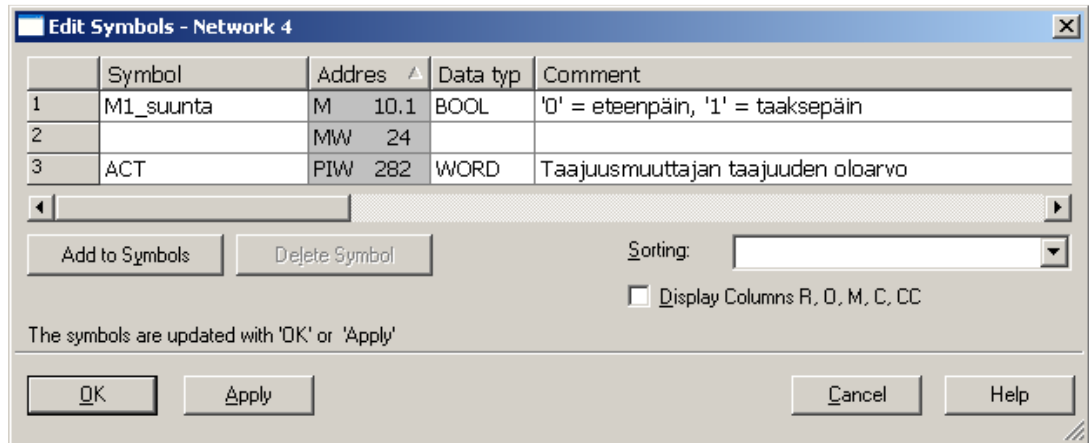 Edit Symbols - Network 4
Symbol Addres Data typ Comment
1 M1_suunta M 10.1 BOOL '0' = eteenpäin, '1' = taaksepäin
2 MW 24
3 ACT PIW 282 WORD Taajuusmuuttajan taajuuden oloarvo
Add to Symbols Delete Symbol Sorting:
Display Columns R, O, M, C, CC
The symbols are updated with 'OK' or 'Apply'
OK Apply Cancel Help